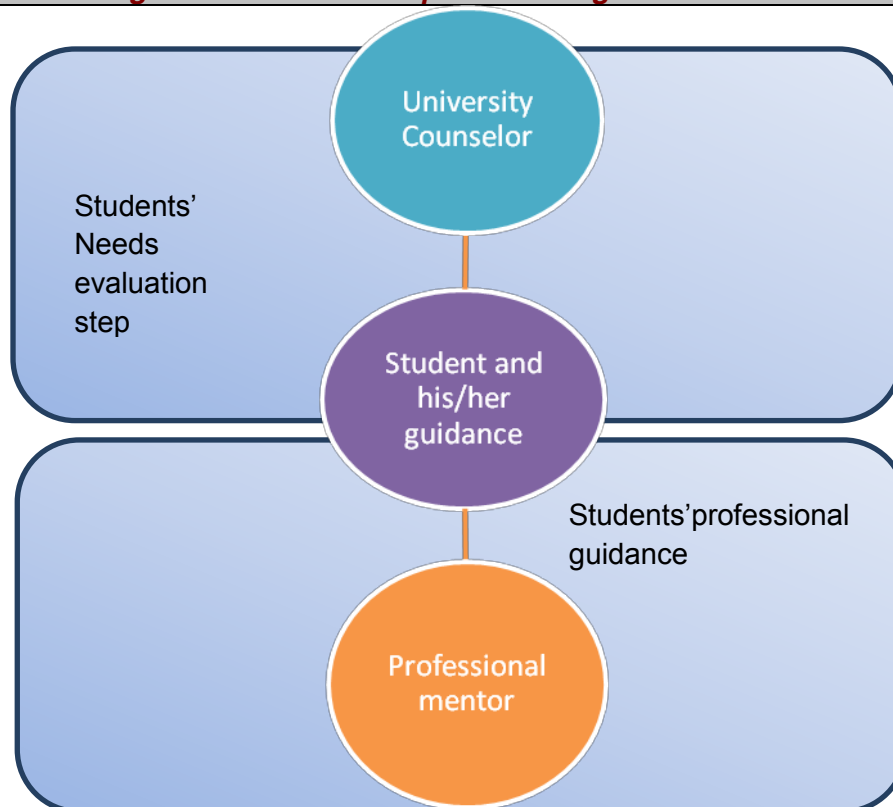 University
Counselor
Students’
Needs
evaluation
step
Student and
his/her
guidance
Students’professional
guidance
Professional
mentor